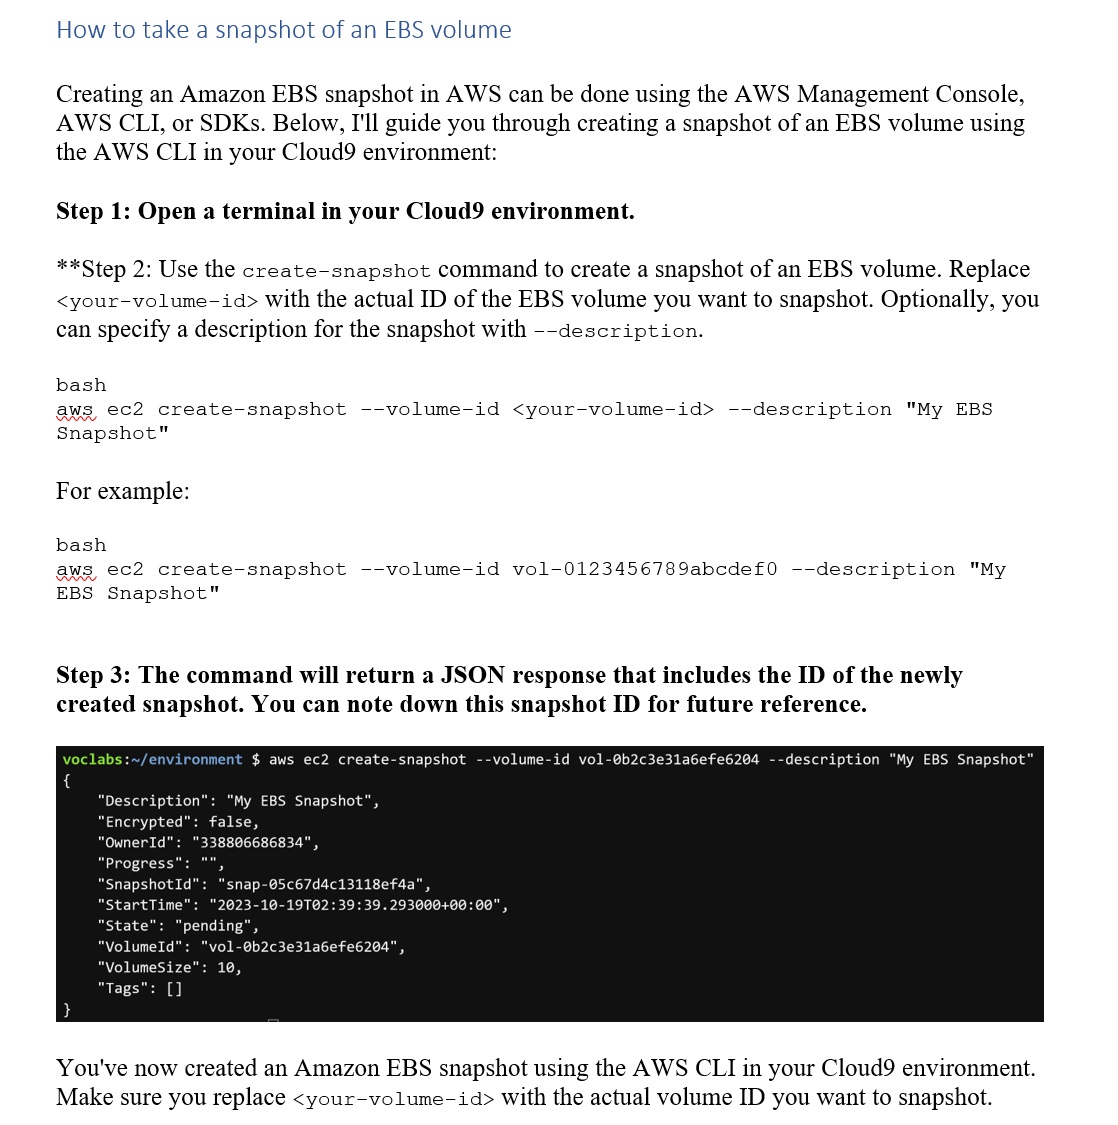 How to take a snapshot of an EBS volume
Creating an Amazon EBS snapshot in AWS can be done using the AWS Management Console,
AWS CLI, or SDKs. Below, I'll guide you through creating a snapshot of an EBS volume using
the AWS CLI in your Cloud9 environment:
Step 1: Open a terminal in your Cloud9 environment.
**Step 2: Use the create-snapshot command to create a snapshot of an EBS volume. Replace
<your-volume-id> with the actual ID of the EBS volume you want to snapshot. Optionally, you
can specify a description for the snapshot with --description.
bash
aws ec2 create-snapshot --volume-id <your-volume-id> --description "My EBS
Snapshot"
For example:
bash
aws ec2 create-snapshot --volume-id vol-0123456789abcdef0 --description "My
EBS Snapshot"
Step 3: The command will return a JSON response that includes the ID of the newly
created snapshot. You can note down this snapshot ID for future reference.
voclabs:~/environment $ aws ec2 create-snapshot --volume-id vol-0b2c3e31a6efe6204 --description "My EBS Snapshot"
{
    "Description": "My EBS Snapshot",
    "Encrypted": false,
    "OwnerId": "338806686834",
    "Progress": "",
    "SnapshotId": "snap-05c67d4c13118ef4a",
    "StartTime": "2023-10-19T02:39:39.293000+00:00",
    "State": "pending",
    "VolumeId": "vol-0b2c3e31a6efe6204",
    "VolumeSize": 10,
    "Tags": []
}
You've now created an Amazon EBS snapshot using the AWS CLI in your Cloud9 environment.
Make sure you replace <your-volume-id> with the actual volume ID you want to snapshot.